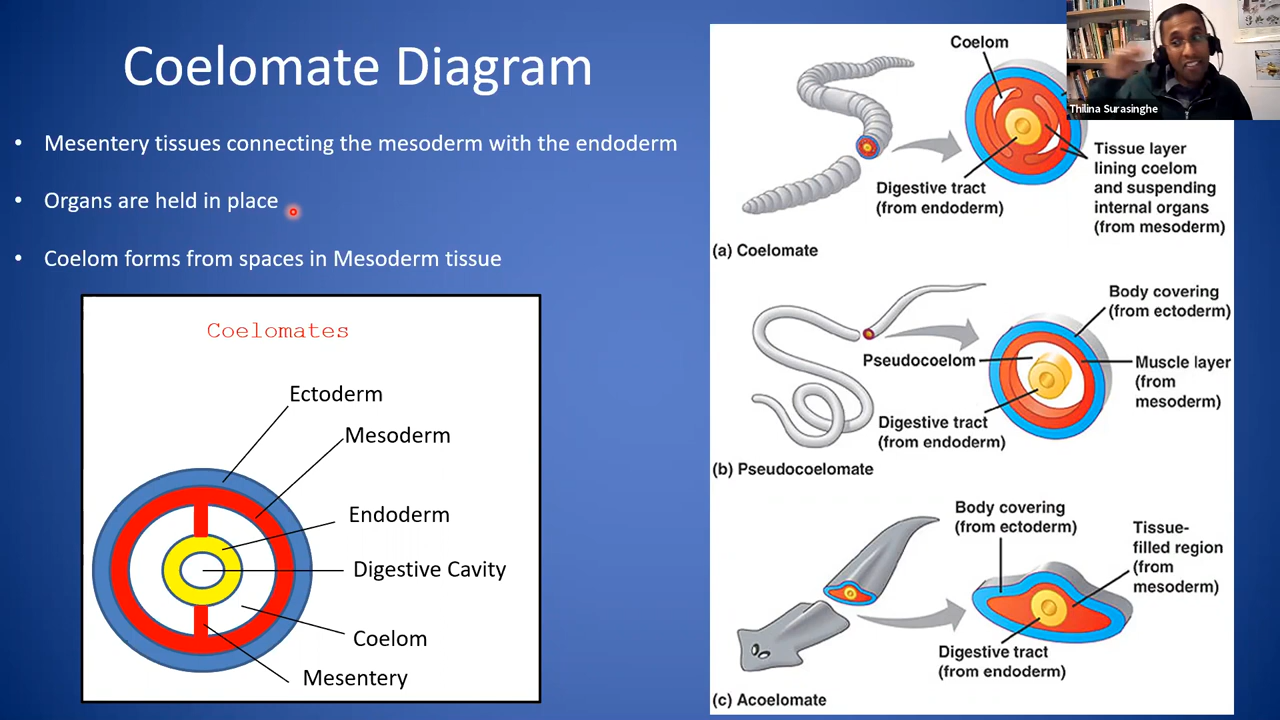 Coelomate Diagram
• Mesentery tissues connecting the mesoderm with the endoderm
• Organs are held in place
• Coelom forms from spaces in Mesoderm tissue
Coelomates
Ectoderm
Mesoderm
Endoderm
Digestive Cavity
Coelom
Mesentery
Coelom
Digestive tract
(from endoderm)
Tissue layer
lining coelom
and suspending
internal organs
(from mesoderm)
(a) Coelomate
Body covering
(from ectoderm)
Pseudocoelom
Muscle layer
(from
mesoderm)
Digestive tract
(from endoderm)
(b) Pseudocoelomate
Body covering
(from ectoderm)
Tissue-
filled region
(from
mesoderm)
Digestive tract
(from endoderm)
(c) Acoelomate
Thilina Surasinghe